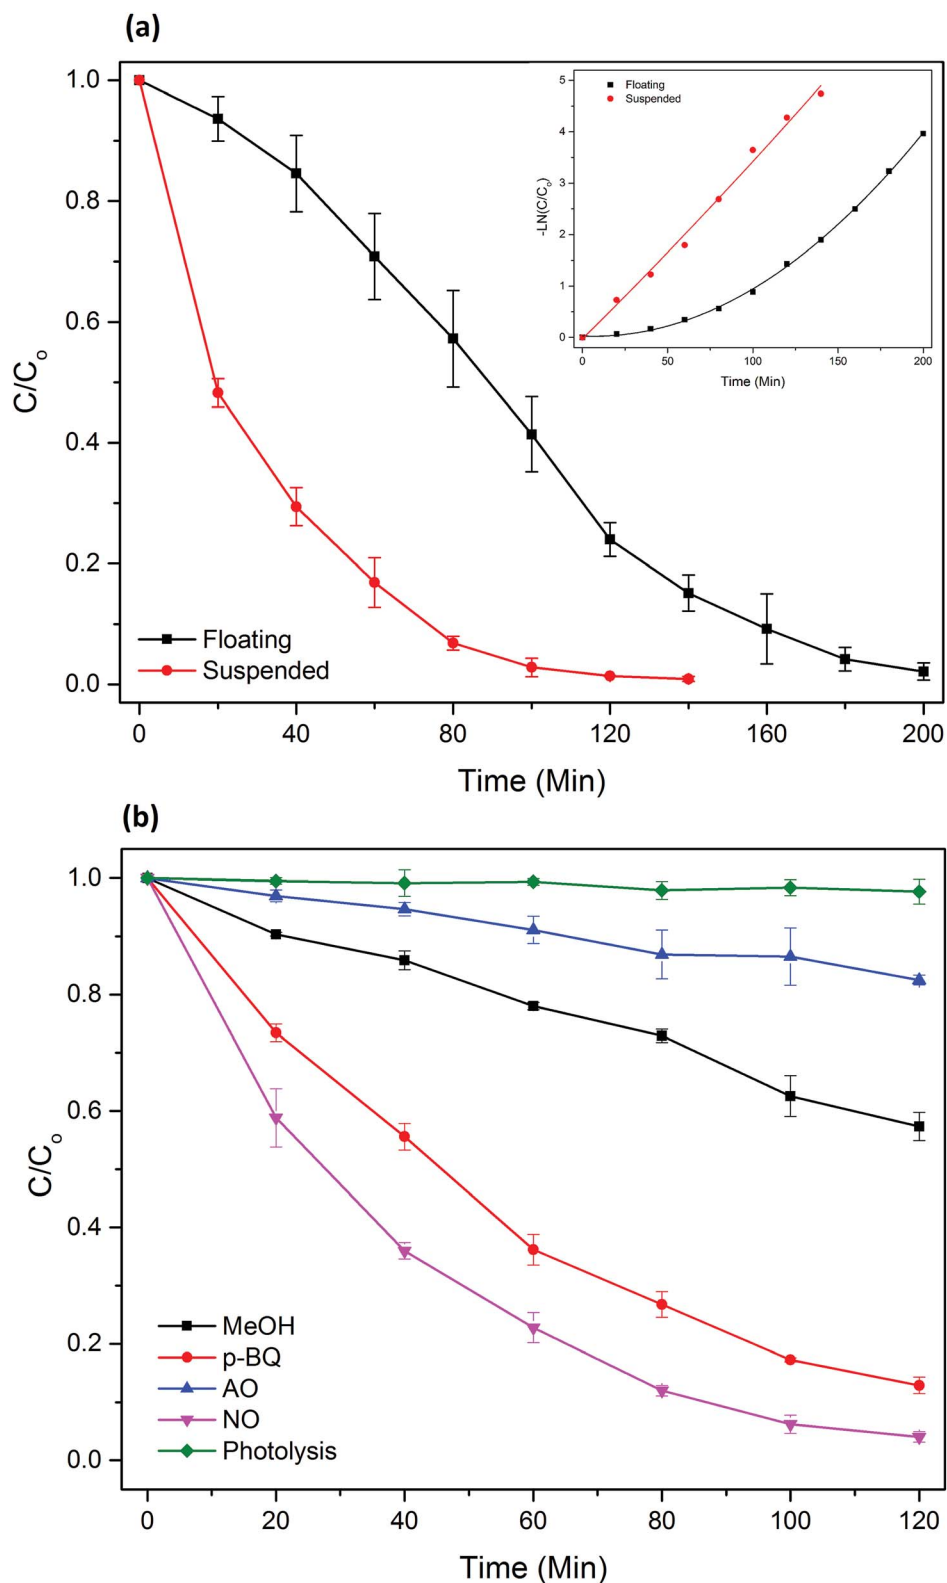 (a)
1.0
0.8
0.6
0.4
0.2
0.0
C/Co
0
40
80
120
160
200
Time (Min)
Floating
Suspended
Floating
Suspended
5
4
3
2
1
0
-LN(C/Co)
0
50
100
150
200
Time (Min)
(b)
1.0
0.8
0.6
0.4
0.2
0.0
C/Co
MeOH
p-BQ
AO
NO
Photolysis
0
20
40
60
80
100
120
Time (Min)